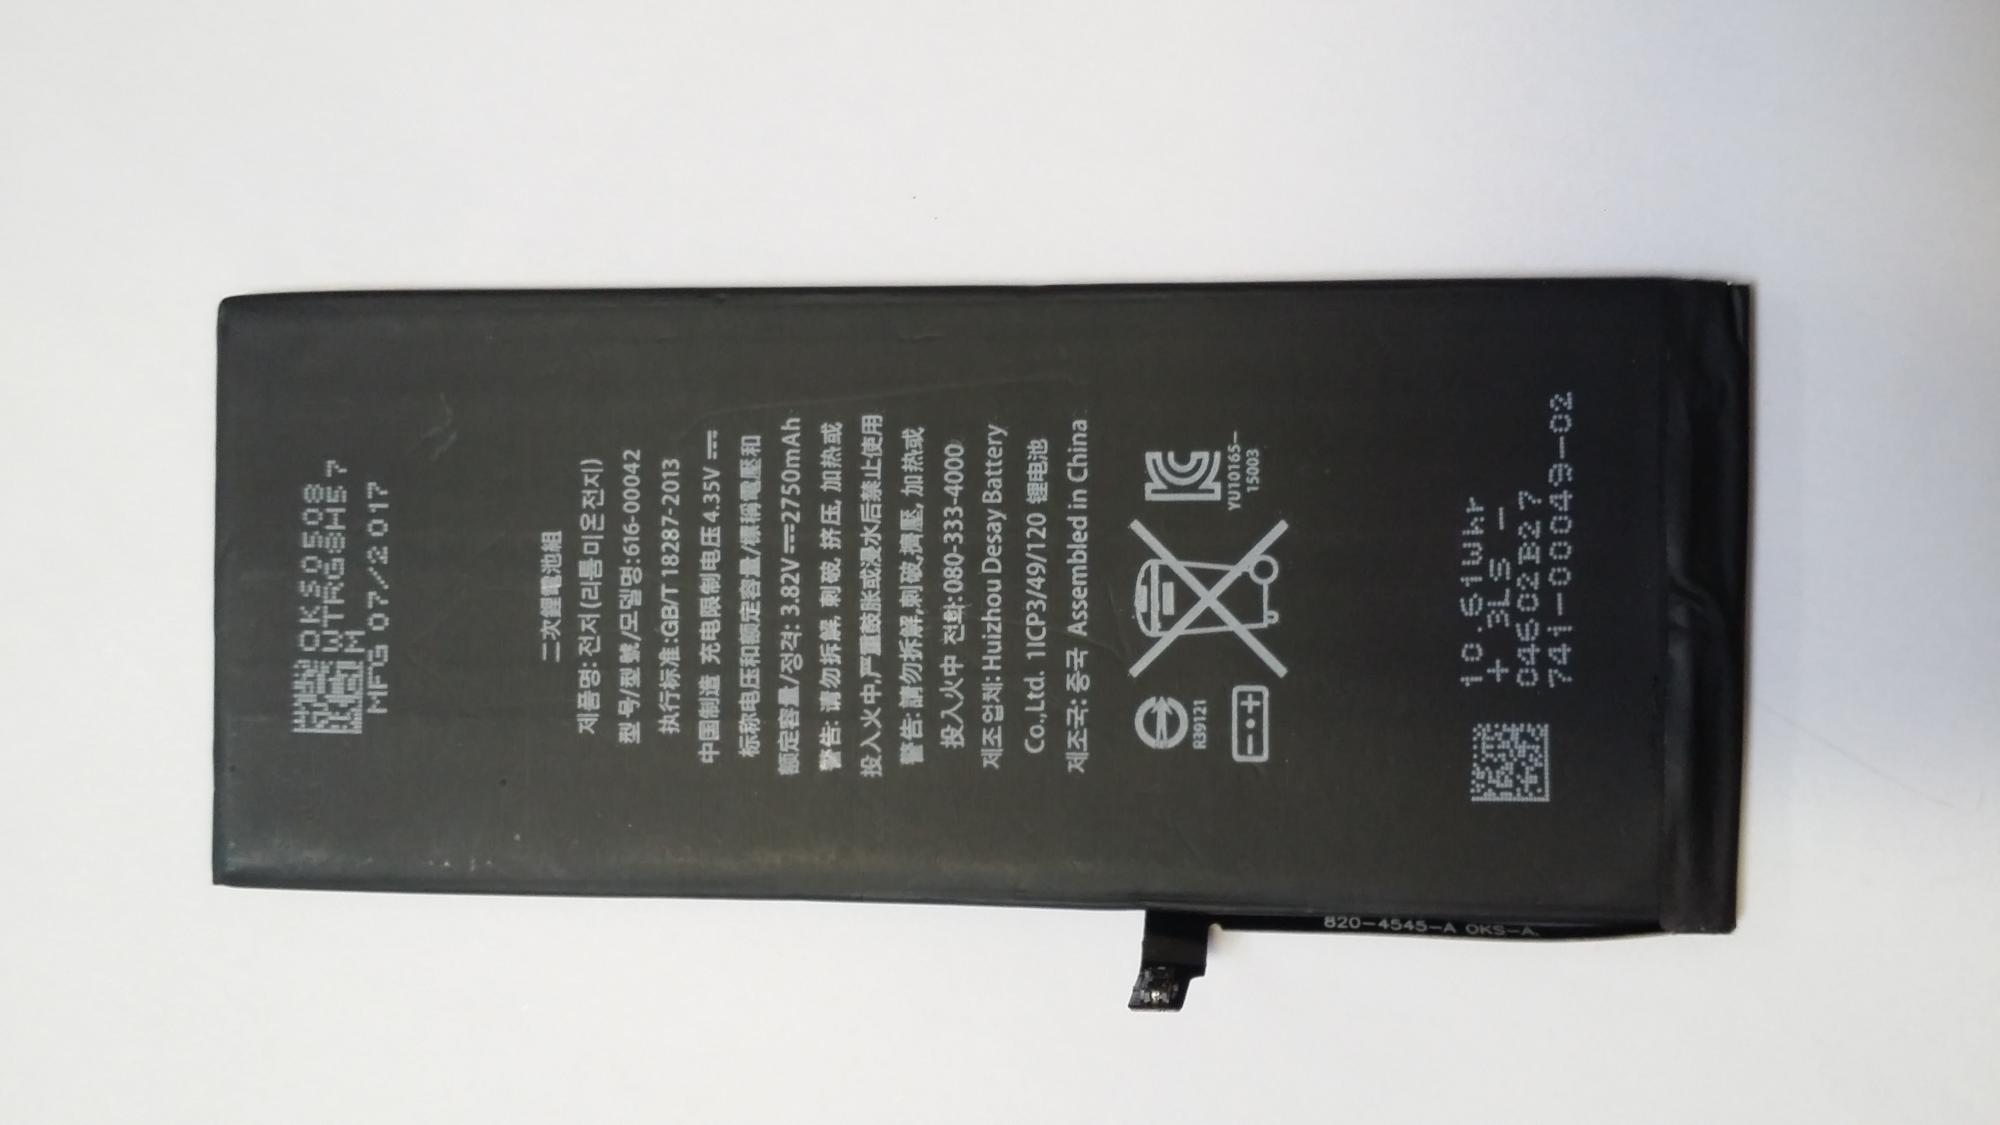 OKS0508
WTRG8H5E7
M
MFG 07/2017
二次鋰電池組
제품명: 전지(리튬이온전지)
型号/型號/모델명:616-00042
执行标准:GB/T 18287-2013
中国制造 充电限制电压4.35V
标称电压和额定容量/標稱電壓和
额定容量/정격: 3.82V 2750mAh
警告: 请勿拆解, 刺破, 挤压, 加热或
投入火中,严重鼓胀或浸水后禁止使用
警告: 請勿拆解,刺破,擠壓, 加热或
投入火中 전화:080-333-4000
제조업체: Huizhou Desay Battery
Co.,Ltd. 1ICP3/49/120 锂电池
제조국: 중국 Assembled in China
R39121
YU10165-
15003
10.61Whr
+ 3LS -
04602B27
741-00049-02
820-4545-A OKS-A.